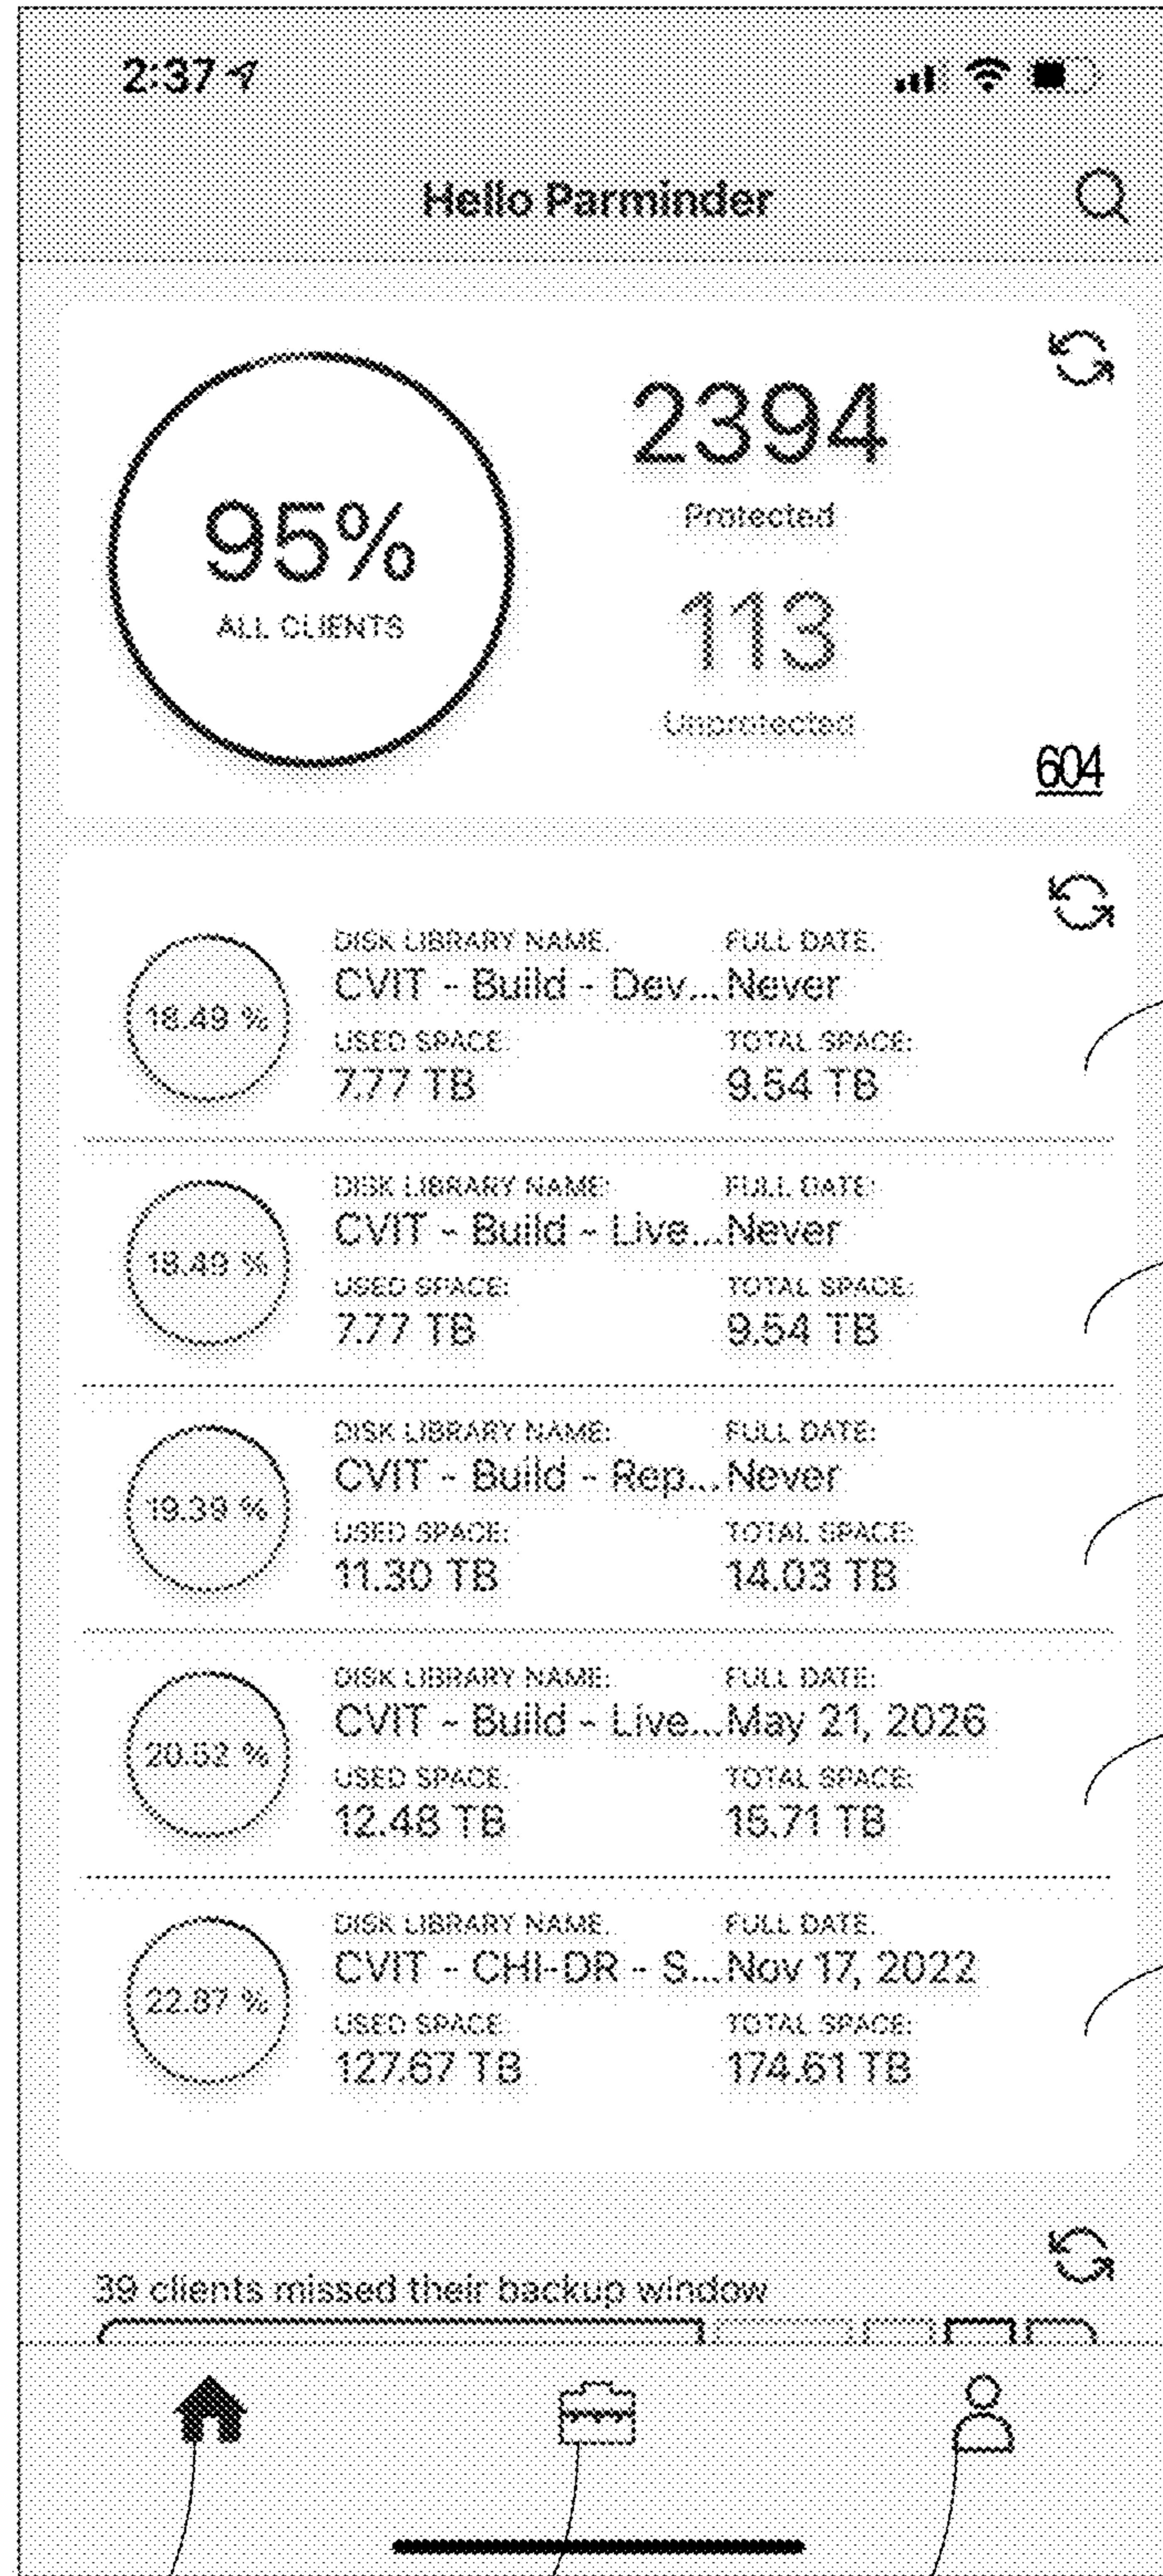 2:37
Hello Parminder
2394
Protected
95%
ALL CLIENTS
113
Unprotected
604
DISK LIBRARY NAME: FULL DATE:
CVIT - Build - Dev... Never
18.49 %
USED SPACE: TOTAL SPACE:
7.77 TB 9.54 TB
DISK LIBRARY NAME: FULL DATE:
CVIT - Build - Live... Never
18.49 %
USED SPACE: TOTAL SPACE:
7.77 TB 9.54 TB
DISK LIBRARY NAME: FULL DATE:
CVIT - Build - Rep... Never
19.39 %
USED SPACE: TOTAL SPACE:
11.30 TB 14.03 TB
DISK LIBRARY NAME: FULL DATE:
CVIT - Build - Live... May 21, 2026
20.52 %
USED SPACE: TOTAL SPACE:
12.48 TB 15.71 TB
DISK LIBRARY NAME: FULL DATE:
CVIT - CHI-DR - S... Nov 17, 2022
22.87 %
USED SPACE: TOTAL SPACE:
127.67 TB 174.61 TB
39 clients missed their backup window